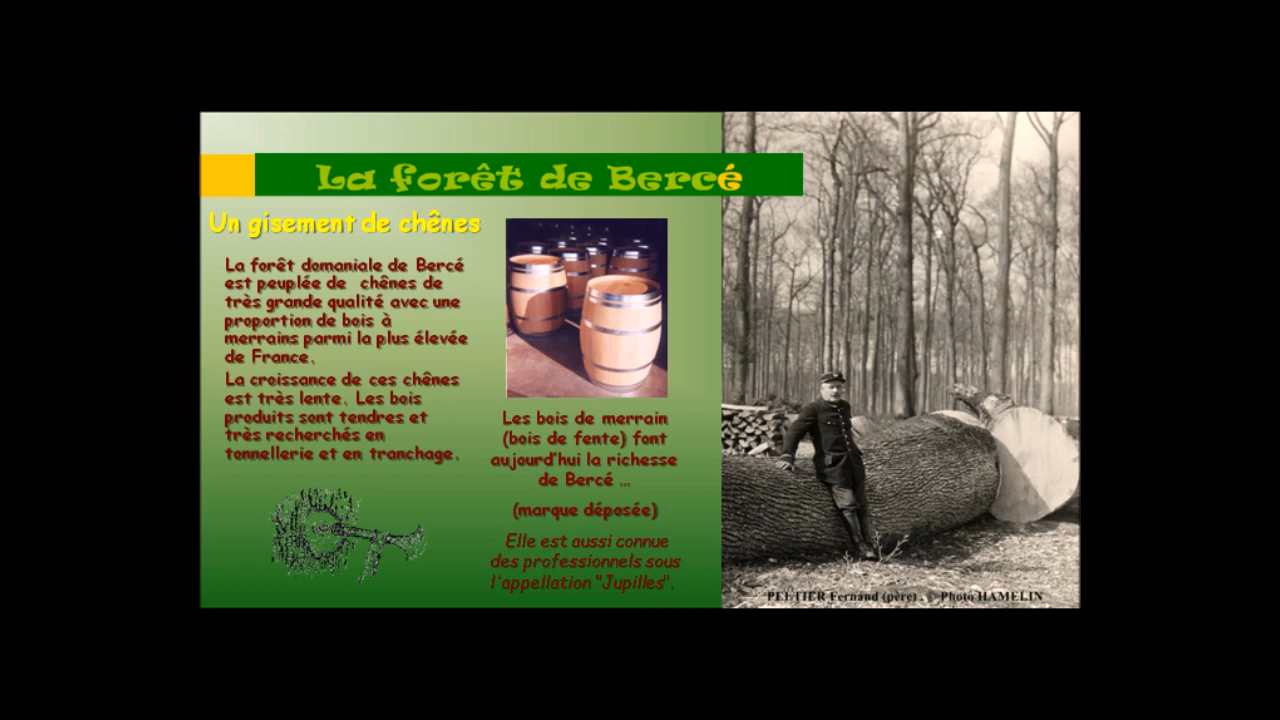 La forêt de Bercé
Un gisement de chênes
La forêt domaniale de Bercé
est peuplée de chênes de
très grande qualité avec une
proportion de bois à
merrains parmi la plus élevée
de France.
La croissance de ces chênes
est très lente. Les bois
produits sont tendres et
très recherchés en
tonnellerie et en tranchage.
Les bois de merrain
(bois de fente) font
aujourd'hui la richesse
de Bercé ...
(marque déposée)
Elle est aussi connue
des professionnels sous
l'appellation "Jupilles".
PELTIER Fernand (père) . © Photo HAMELIN